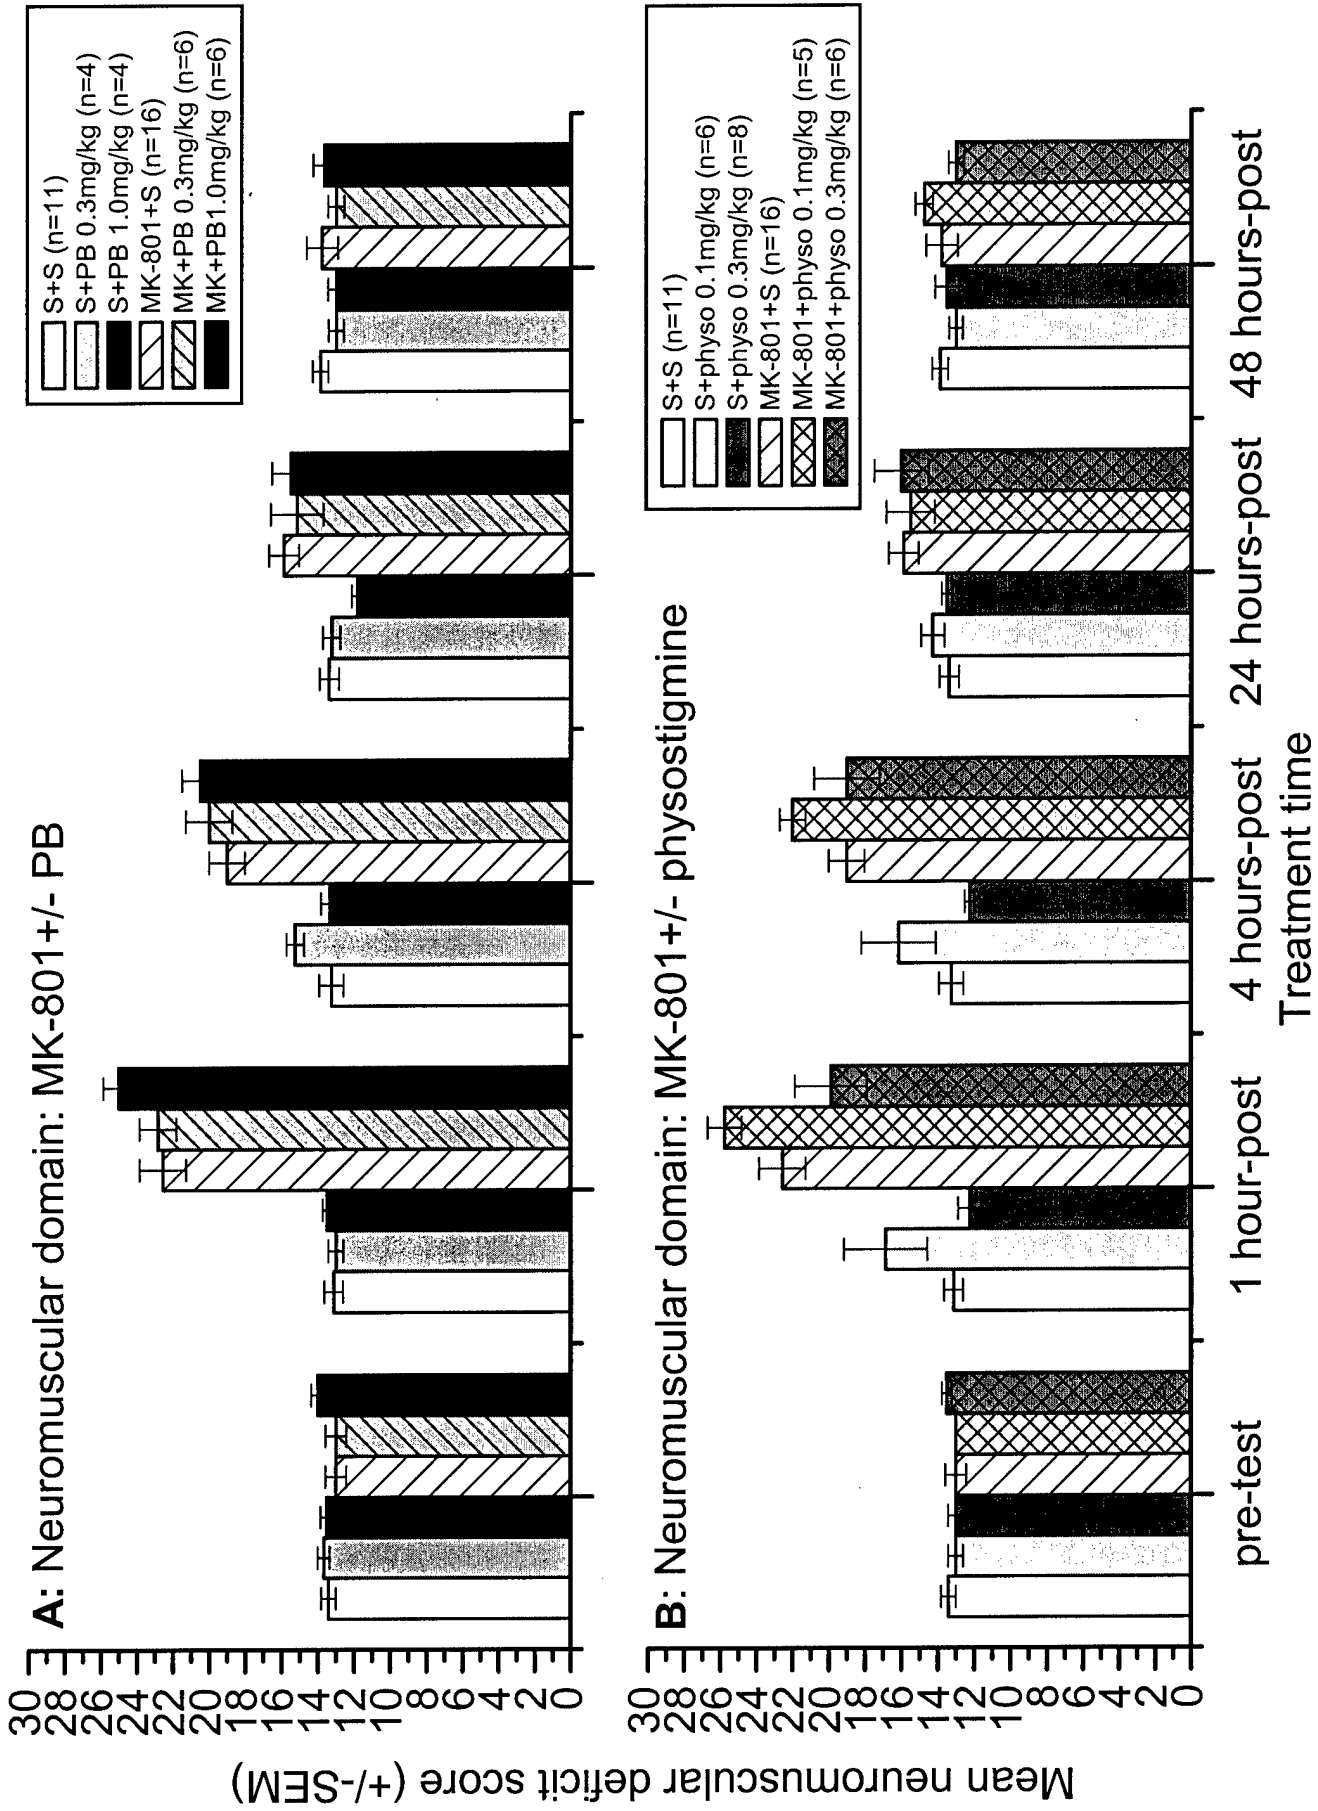 Mean neuromuscular deficit score (+/-SEM)
A: Neuromuscular domain: MK-801+/- PB
30
28
26
24
22
20
18
16
14
12
10
8
6
4
2
0
S+S (n=11)
S+PB 0.3mg/kg (n=4)
S+PB 1.0mg/kg (n=4)
MK-801+S (n=16)
MK+PB 0.3mg/kg (n=6)
MK+PB1.0mg/kg (n=6)
B: Neuromuscular domain: MK-801+/- physostigmine
30
28
26
24
22
20
18
16
14
12
10
8
6
4
2
0
S+S (n=11)
S+physo 0.1mg/kg (n=6)
S+physo 0.3mg/kg (n=8)
MK-801+S (n=16)
MK-801+physo 0.1mg/kg (n=5)
MK-801+physo 0.3mg/kg (n=6)
pre-test
1 hour-post
4 hours-post
24 hours-post
48 hours-post
Treatment time